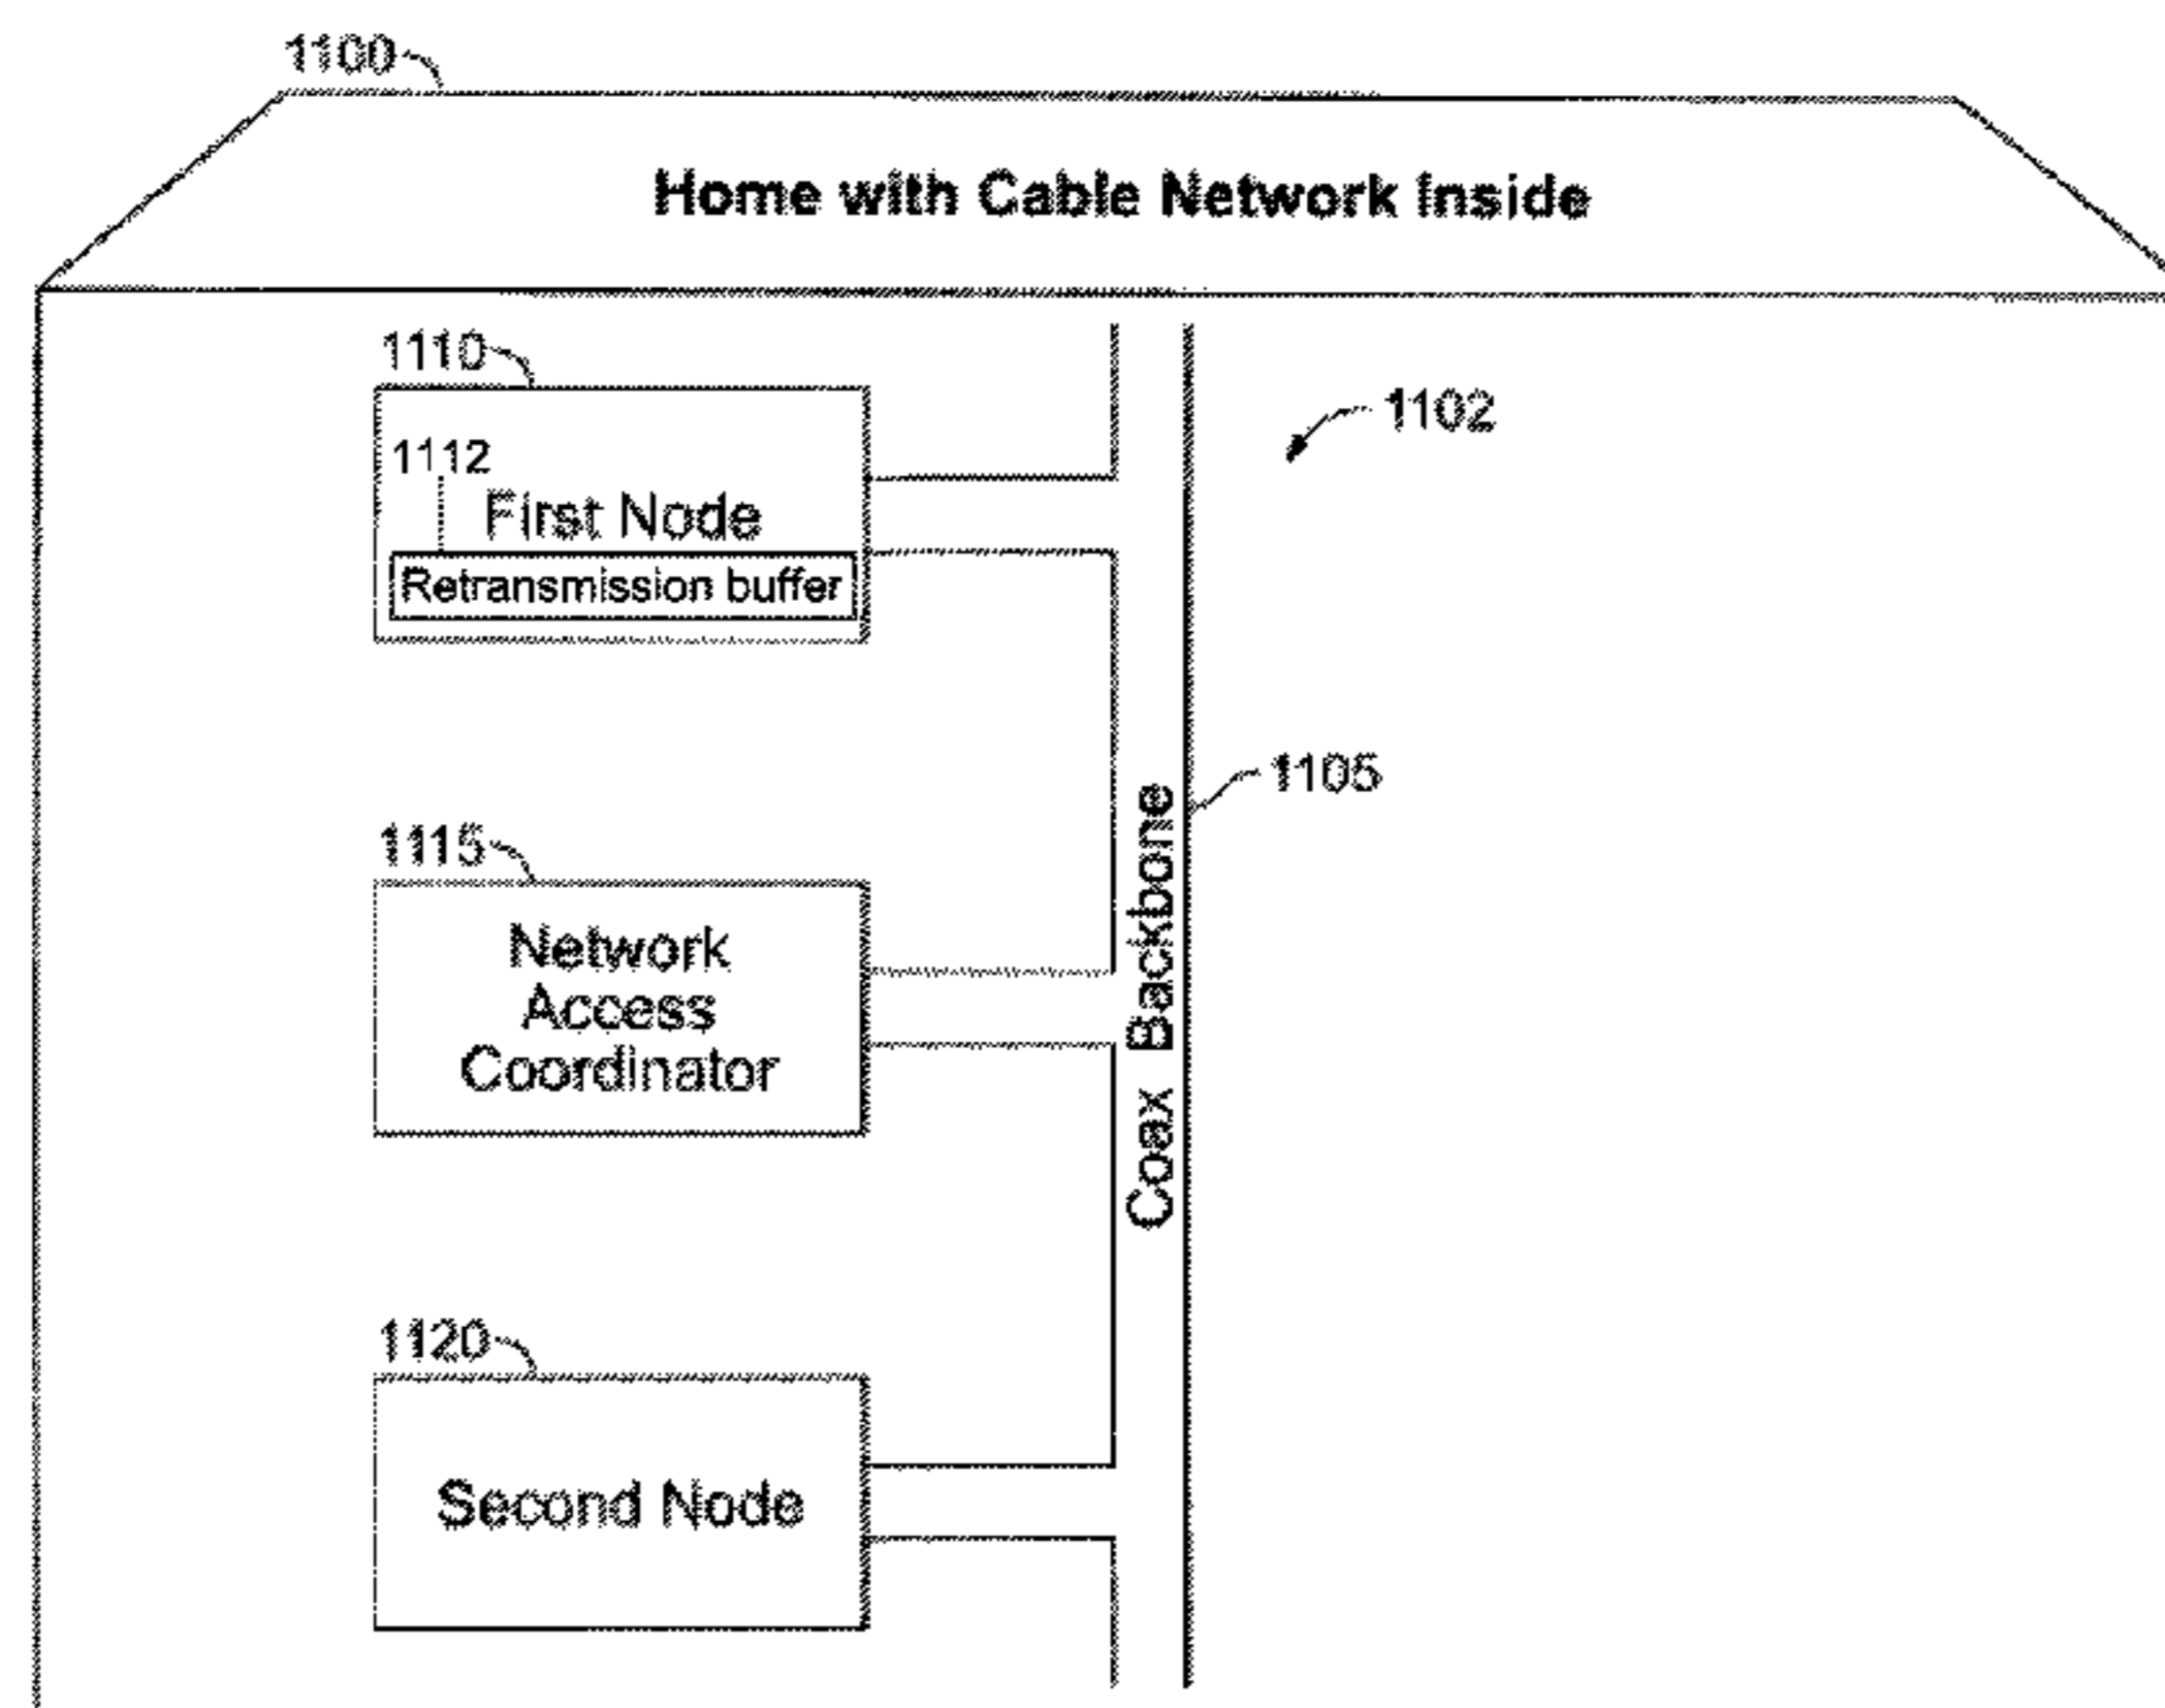 1100
Home with Cable Network Inside
1110
1102
1112
First Node
Retransmission buffer
1105
1115
Network
Access
Coordinator
Coax Backbone
1120
Second Node